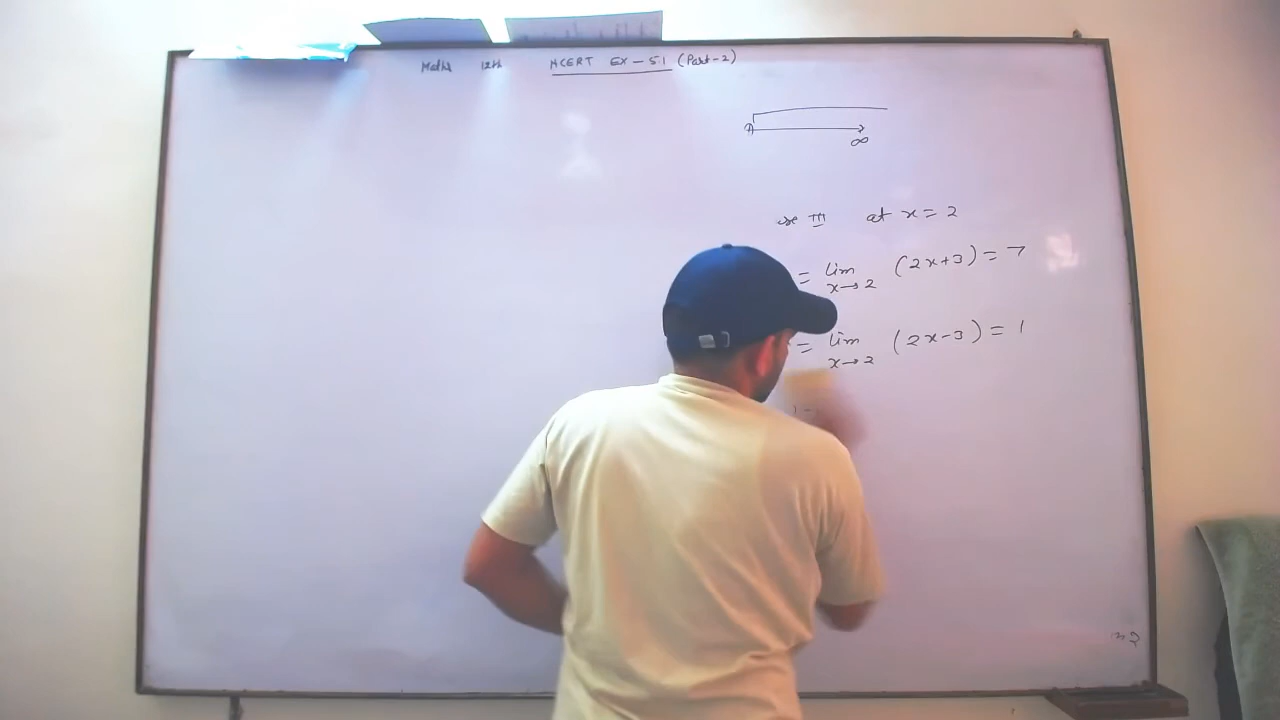 Maths 12th NCERT EX-5.1 (Part-2)
∞
III at x = 2
= lim x→2 (2x+3) = 7
= lim x→2 (2x-3) = 1